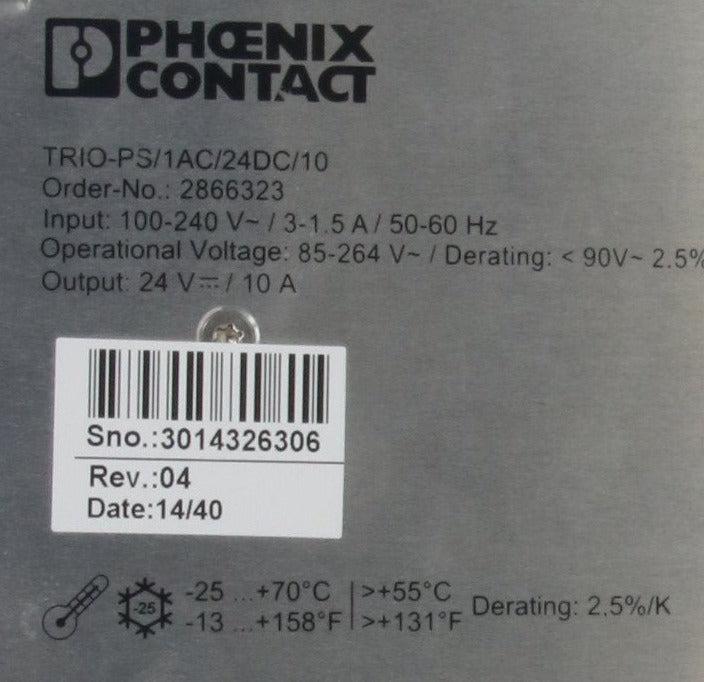 PHŒNIX
CONTACT
TRIO-PS/1AC/24DC/10
Order-No.: 2866323
Input: 100-240 V~ / 3-1.5 A / 50-60 Hz
Operational Voltage: 85-264 V~ / Derating: < 90V~ 2.5%
Output: 24 V⎓ / 10 A
Sno.:3014326306
Rev.:04
Date:14/40
-25 -25 ...+70°C >+55°C Derating: 2.5%/K
-13 ...+158°F >+131°F